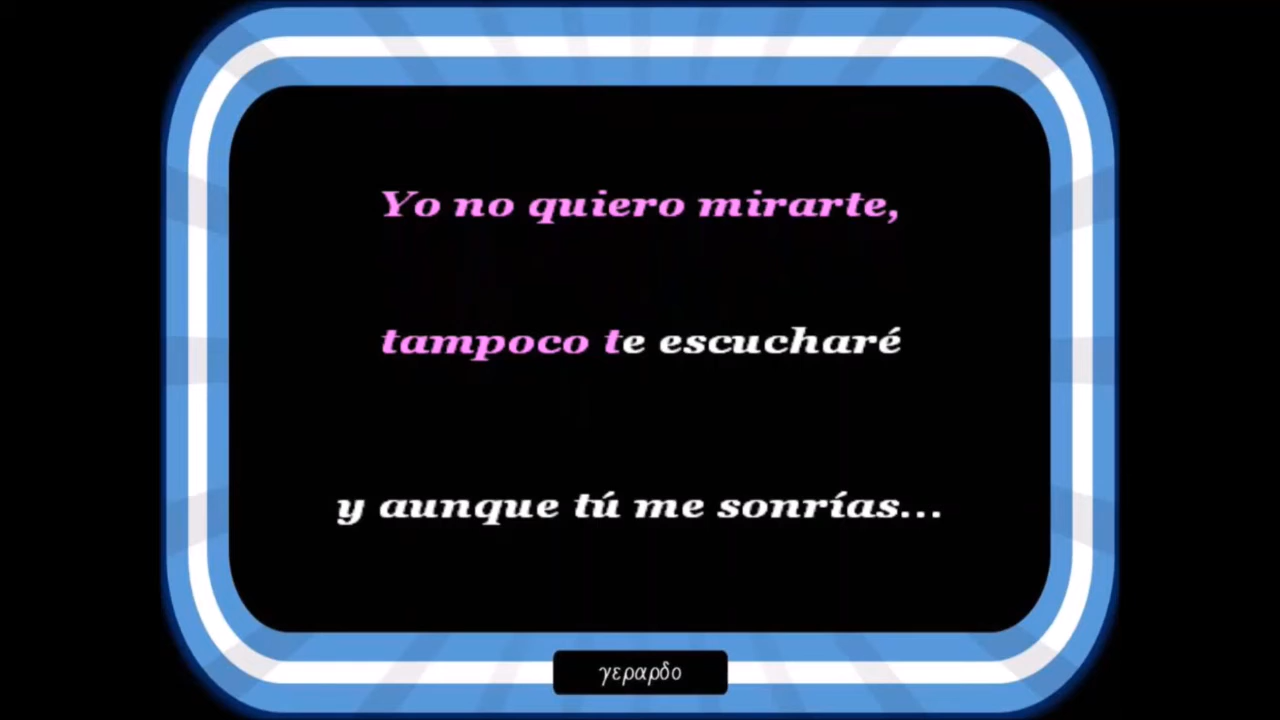 Yo no quiero mirarte,
tampoco te escucharé
y aunque tú me sonrías...
γεραρδο